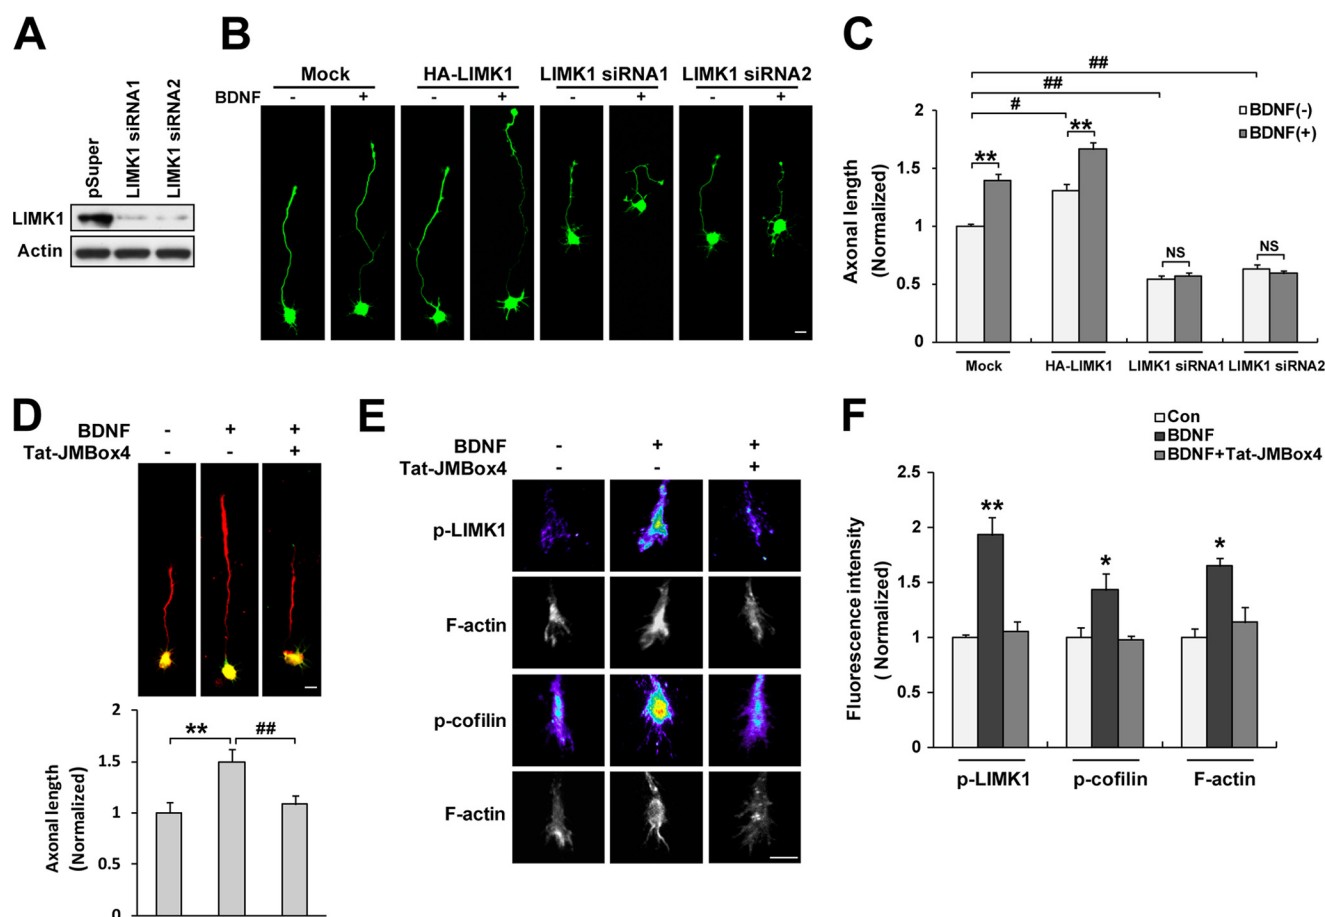 A
pSuper
LIMK1 siRNA1
LIMK1 siRNA2
LIMK1
Actin
B
Mock HA-LIMK1 LIMK1 siRNA1 LIMK1 siRNA2
BDNF - + - + - + - +
C
##
##
#
**
**
NS
NS
BDNF(-)
BDNF(+)
Axonal length
(Normalized)
2
1.5
1
0.5
0
Mock HA-LIMK1 LIMK1 siRNA1 LIMK1 siRNA2
D
BDNF - + +
Tat-JMBox4 - - +
** ##
Axonal length
(Normalized)
2
1.5
1
0.5
0
E
BDNF - + +
Tat-JMBox4 - - +
p-LIMK1
F-actin
p-cofilin
F-actin
F
Con
BDNF
BDNF+Tat-JMBox4
Fluorescence intensity
( Normalized)
2.5
2
1.5
1
0.5
0
**
*
*
p-LIMK1 p-cofilin F-actin